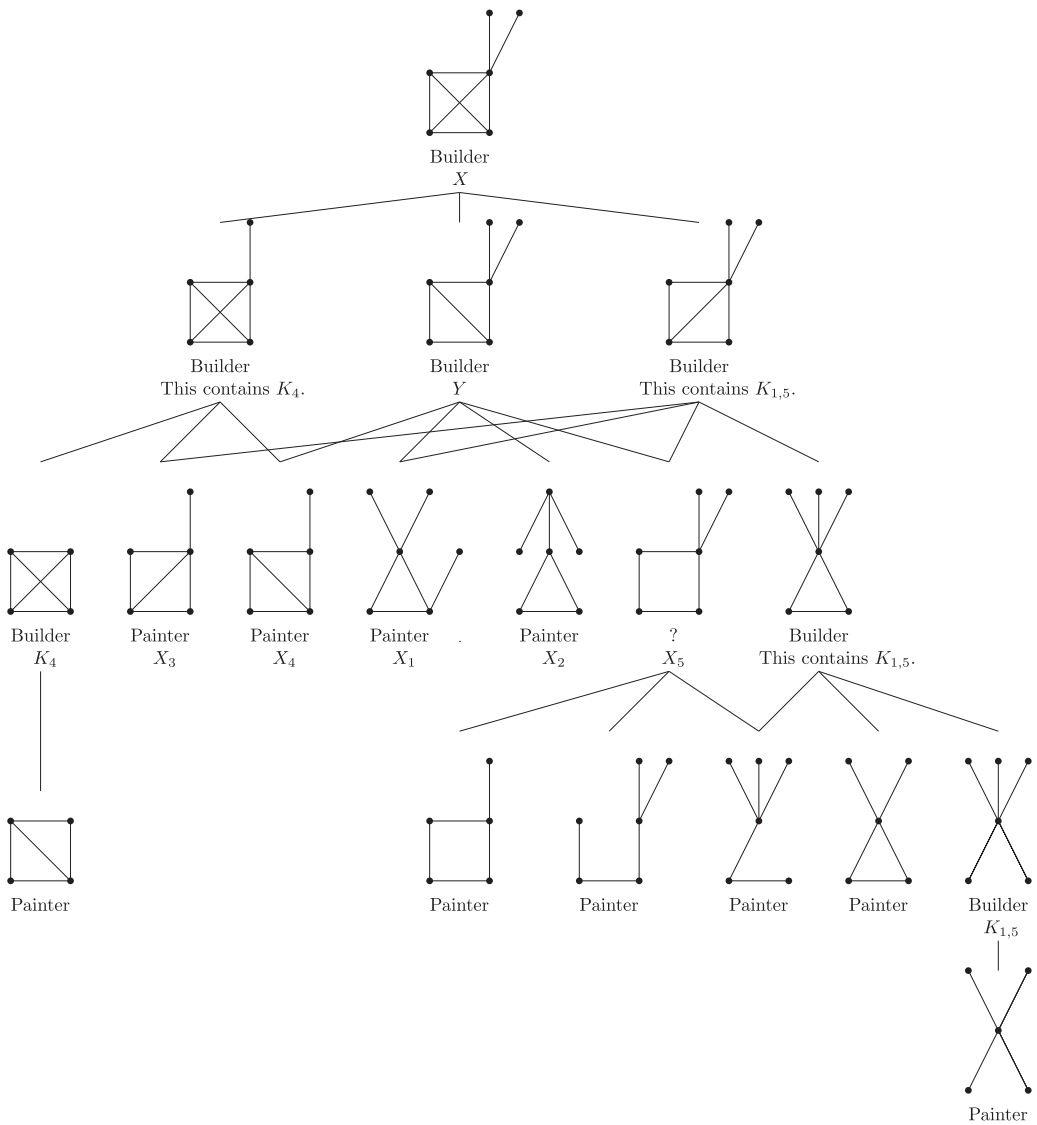 Builder
X
Builder
This contains K₄.
Builder
Y
Builder
This contains K₁,₅.
Builder
K₄
Painter
X₃
Painter
X₄
Painter .
X₁
Painter
X₂
?
X₅
Builder
This contains K₁,₅.
Painter
Painter
Painter
Painter
Painter
Builder
K₁,₅
Painter